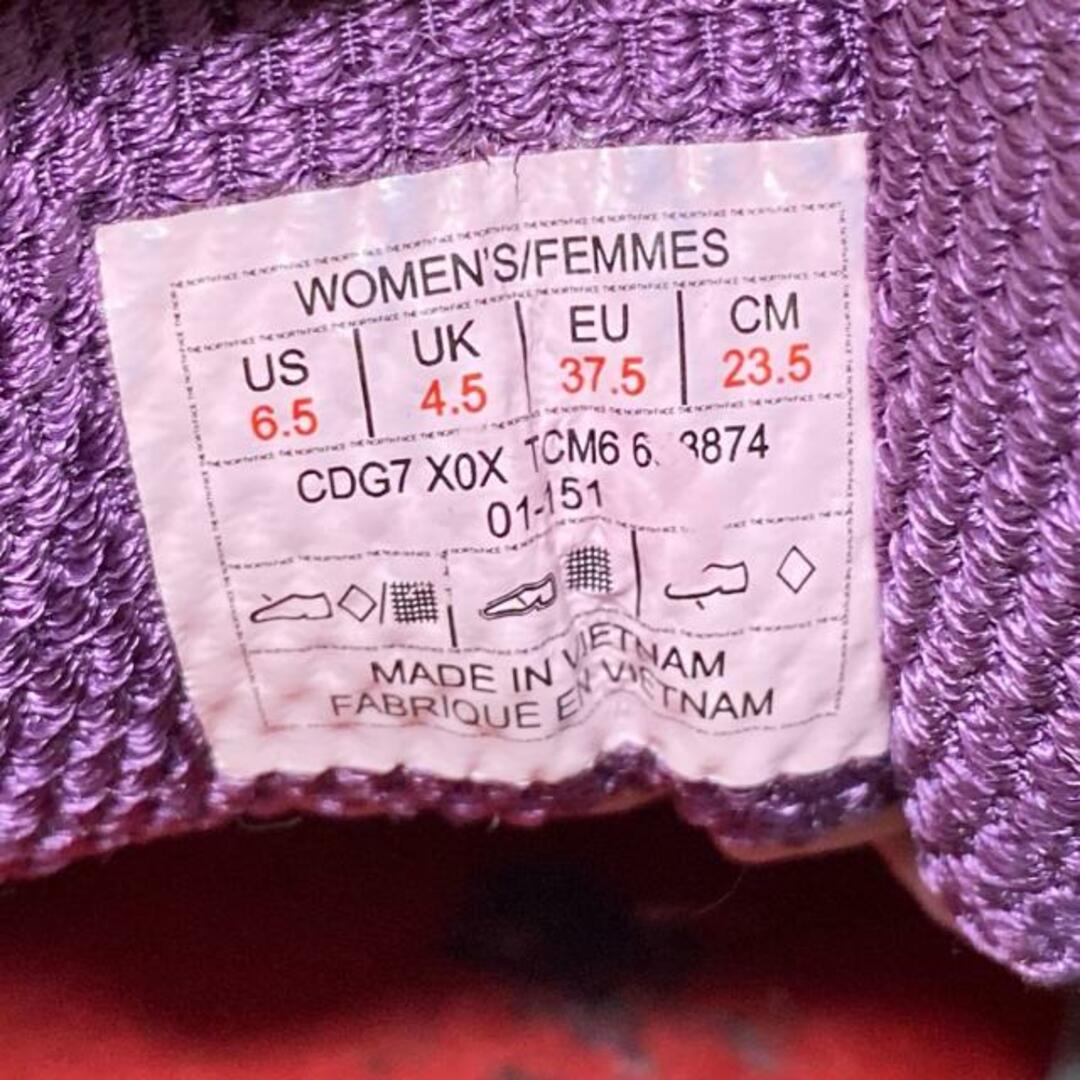 WOMEN'S/FEMMES
US UK EU CM
6.5 4.5 37.5 23.5
CDG7 X0X TCM6
01-151
MADE IN VIETNAM
FABRIQUE EN VIETNAM